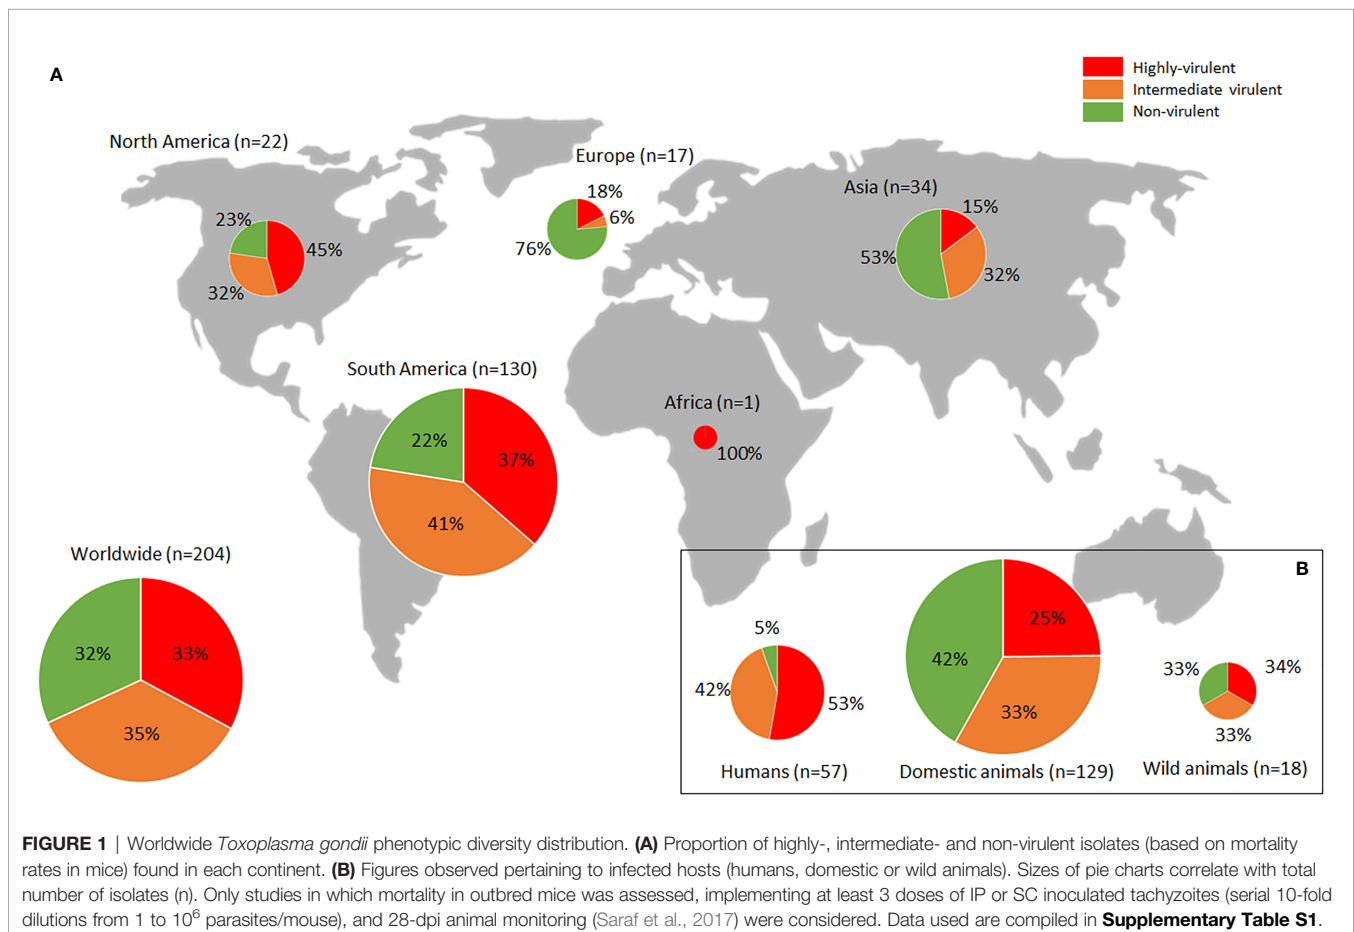 A
Highly-virulent
Intermediate virulent
Non-virulent
North America (n=22)
23%
45%
32%
Europe (n=17)
18%
6%
76%
Asia (n=34)
15%
53%
32%
South America (n=130)
22%
37%
41%
Africa (n=1)
100%
Worldwide (n=204)
32%
33%
35%
B
5%
42%
53%
Humans (n=57)
25%
42%
33%
Domestic animals (n=129)
33%
34%
33%
Wild animals (n=18)
FIGURE 1 | Worldwide Toxoplasma gondii phenotypic diversity distribution. (A) Proportion of highly-, intermediate- and non-virulent isolates (based on mortality
rates in mice) found in each continent. (B) Figures observed pertaining to infected hosts (humans, domestic or wild animals). Sizes of pie charts correlate with total
number of isolates (n). Only studies in which mortality in outbred mice was assessed, implementing at least 3 doses of IP or SC inoculated tachyzoites (serial 10-fold
dilutions from 1 to 10⁶ parasites/mouse), and 28-dpi animal monitoring (Saraf et al., 2017) were considered. Data used are compiled in Supplementary Table S1.